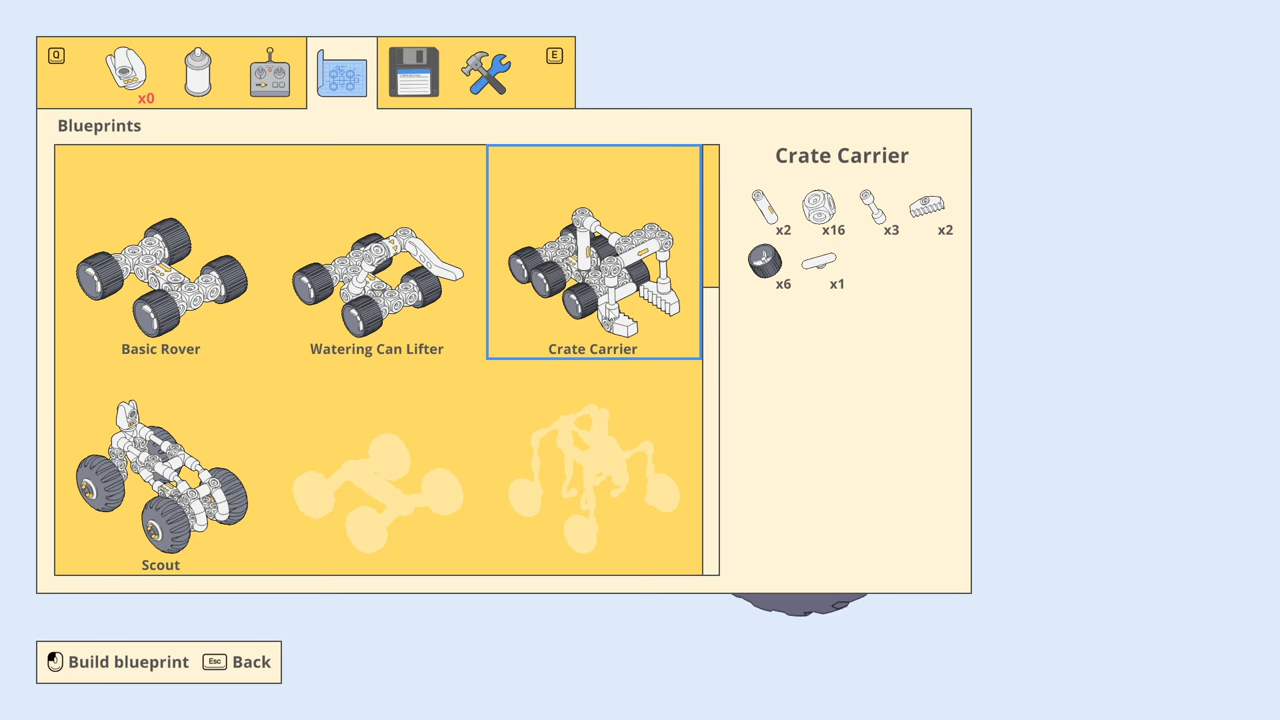 Q
E
x0
Blueprints
Crate Carrier
x2 x16 x3 x2
x6 x1
Basic Rover
Watering Can Lifter
Crate Carrier
Scout
Build blueprint
Esc Back